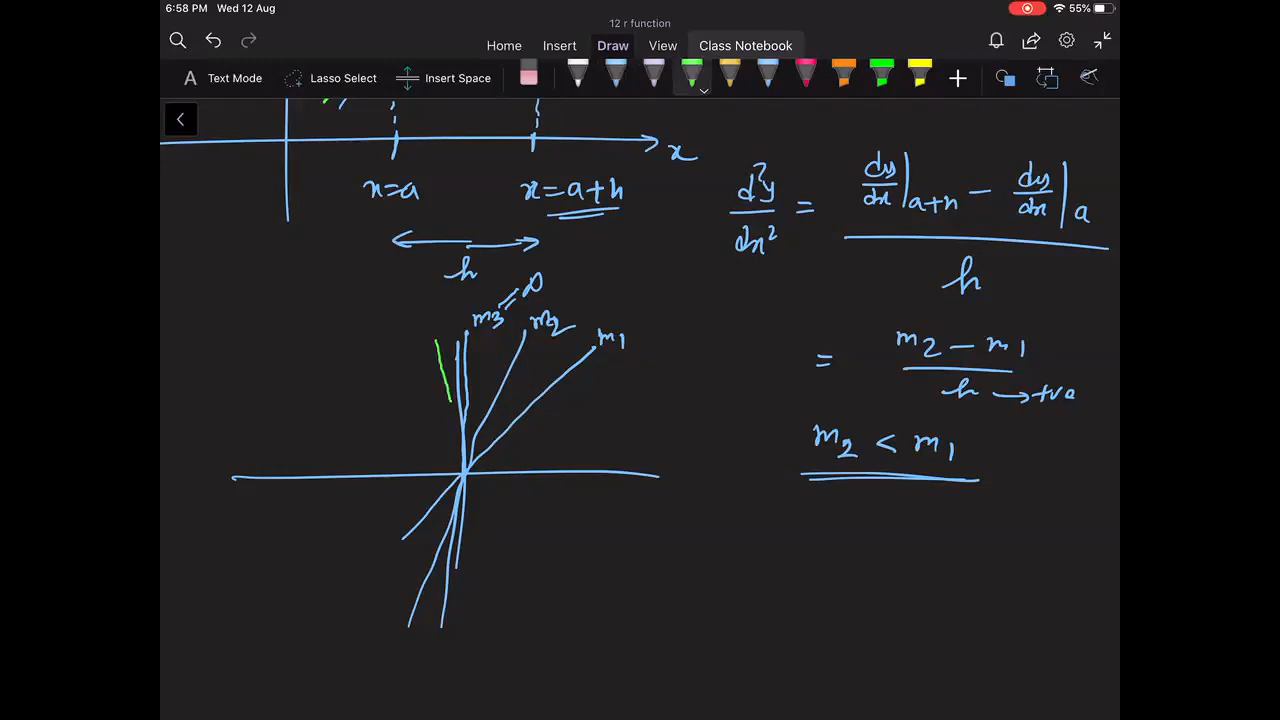 6:58 PM Wed 12 Aug
55%
12 r function
Home Insert Draw View Class Notebook
A Text Mode Lasso Select Insert Space
x
x=a x=a+h
h
d²y/dx² = (dy/dx|a+h − dy/dx|a)/h
m3 = ∞
m2
m1
= (m2 − m1)/h → +ve
m2 < m1